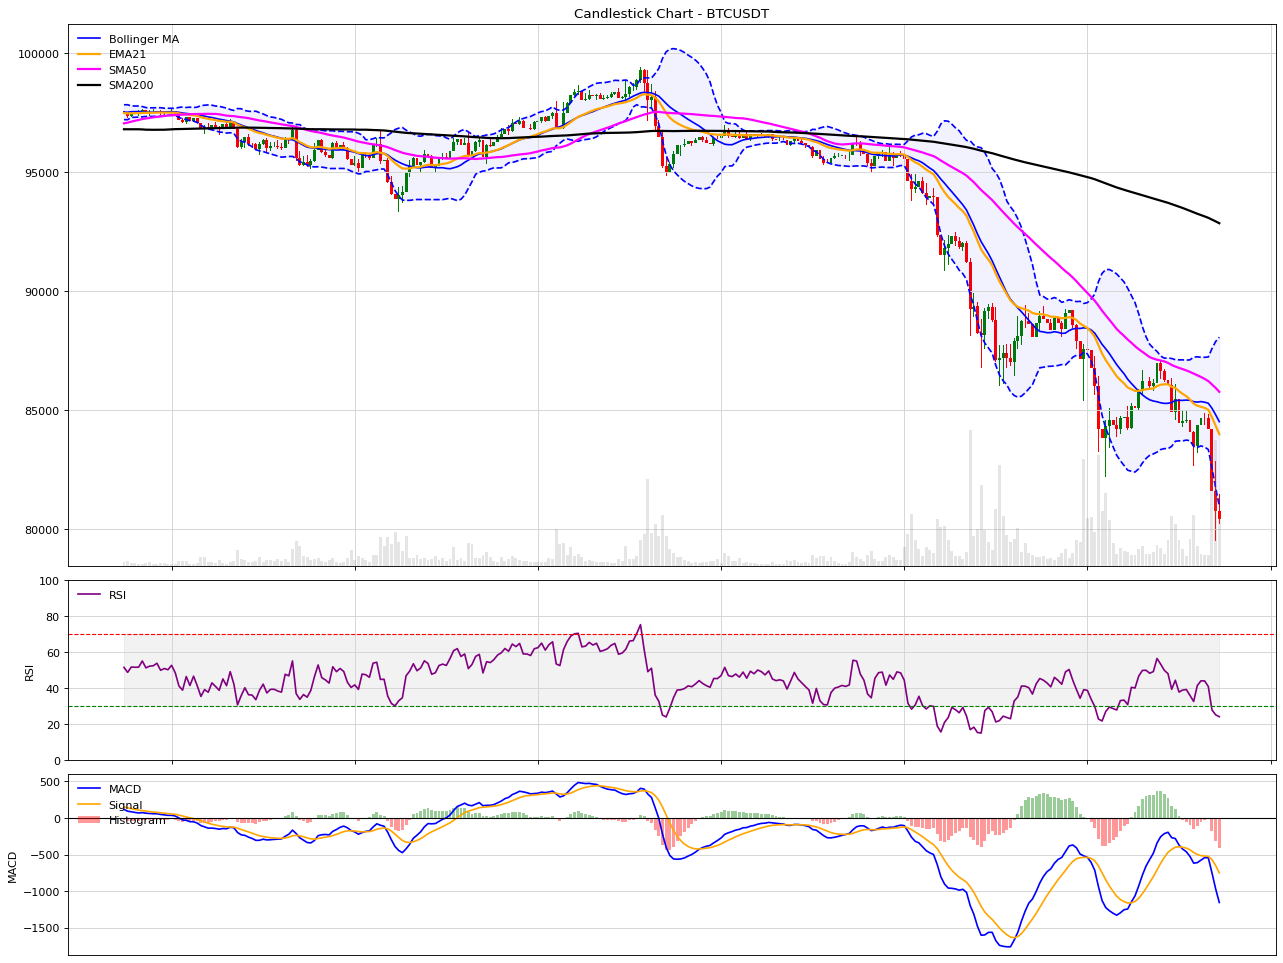 Candlestick Chart - BTCUSDT
Bollinger MA
EMA21
SMA50
SMA200
100000
95000
90000
85000
80000
RSI
RSI
100
80
60
40
20
0
MACD
Signal
Histogram
MACD
500
0
−500
−1000
−1500